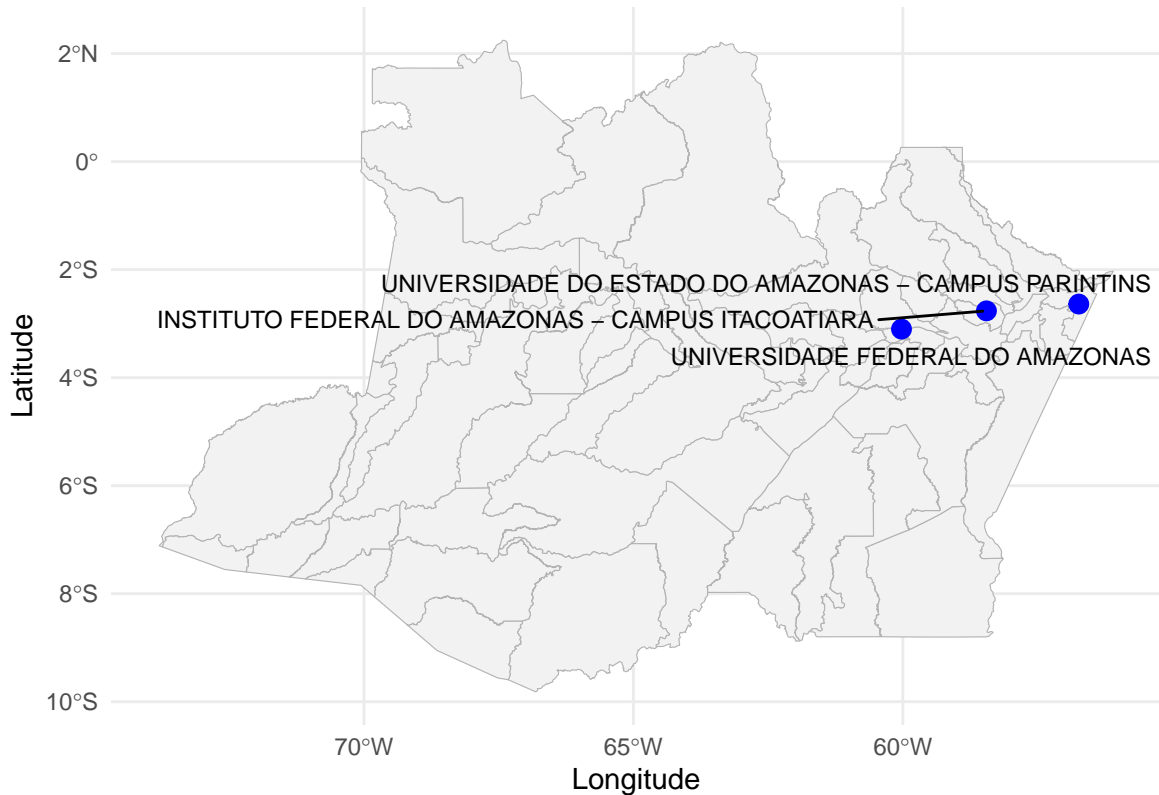 2°N
0°
2°S
UNIVERSIDADE DO ESTADO DO AMAZONAS – CAMPUS PARINTINS
INSTITUTO FEDERAL DO AMAZONAS – CAMPUS ITACOATIARA
UNIVERSIDADE FEDERAL DO AMAZONAS
4°S
6°S
8°S
10°S
Latitude
70°W 65°W 60°W
Longitude